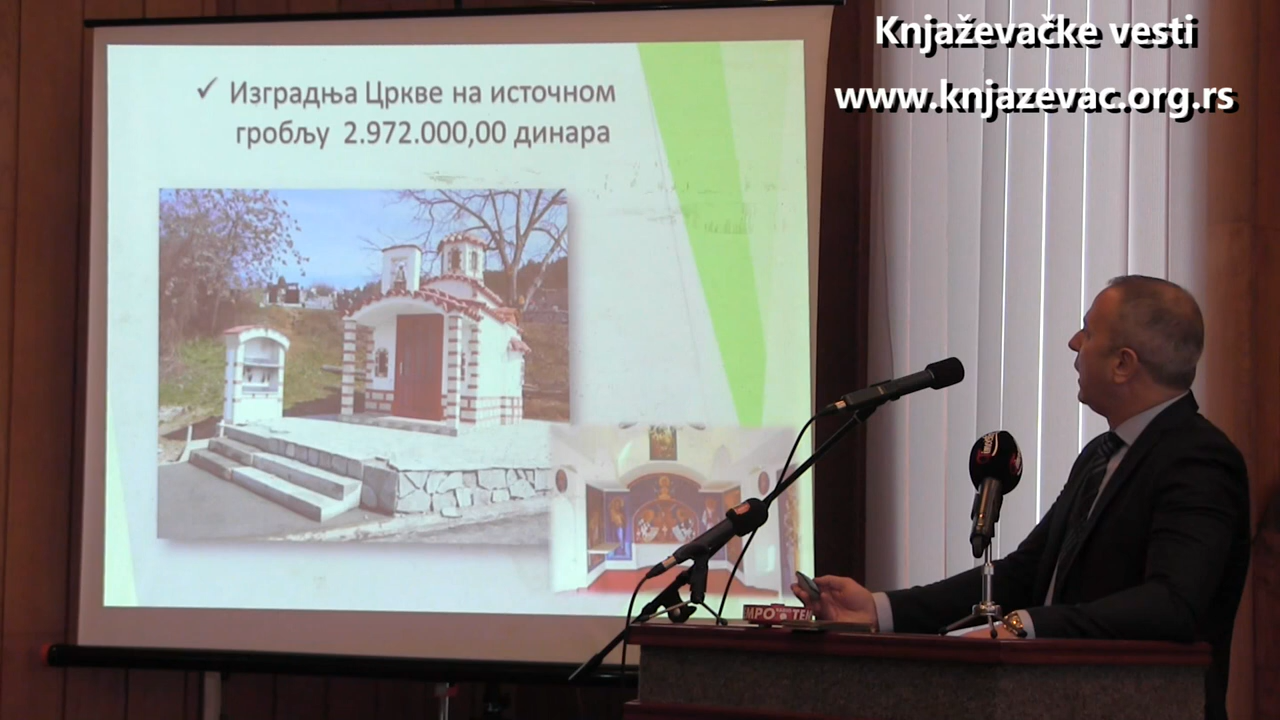 Knjaževačke vesti
www.knjazevac.org.rs
✓ Изградња Цркве на источном
гробљу 2.972.000,00 динара